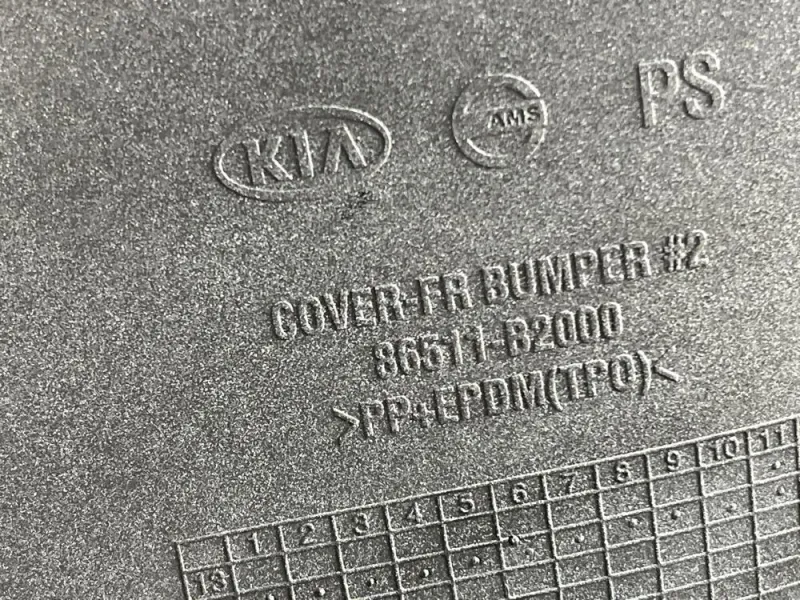 KIA AMS PS
COVER-FR BUMPER #2
86511-B2000
>PP+EPDM(TPO)<
1 2 3 4 5 6 7 8 9 10 11
13